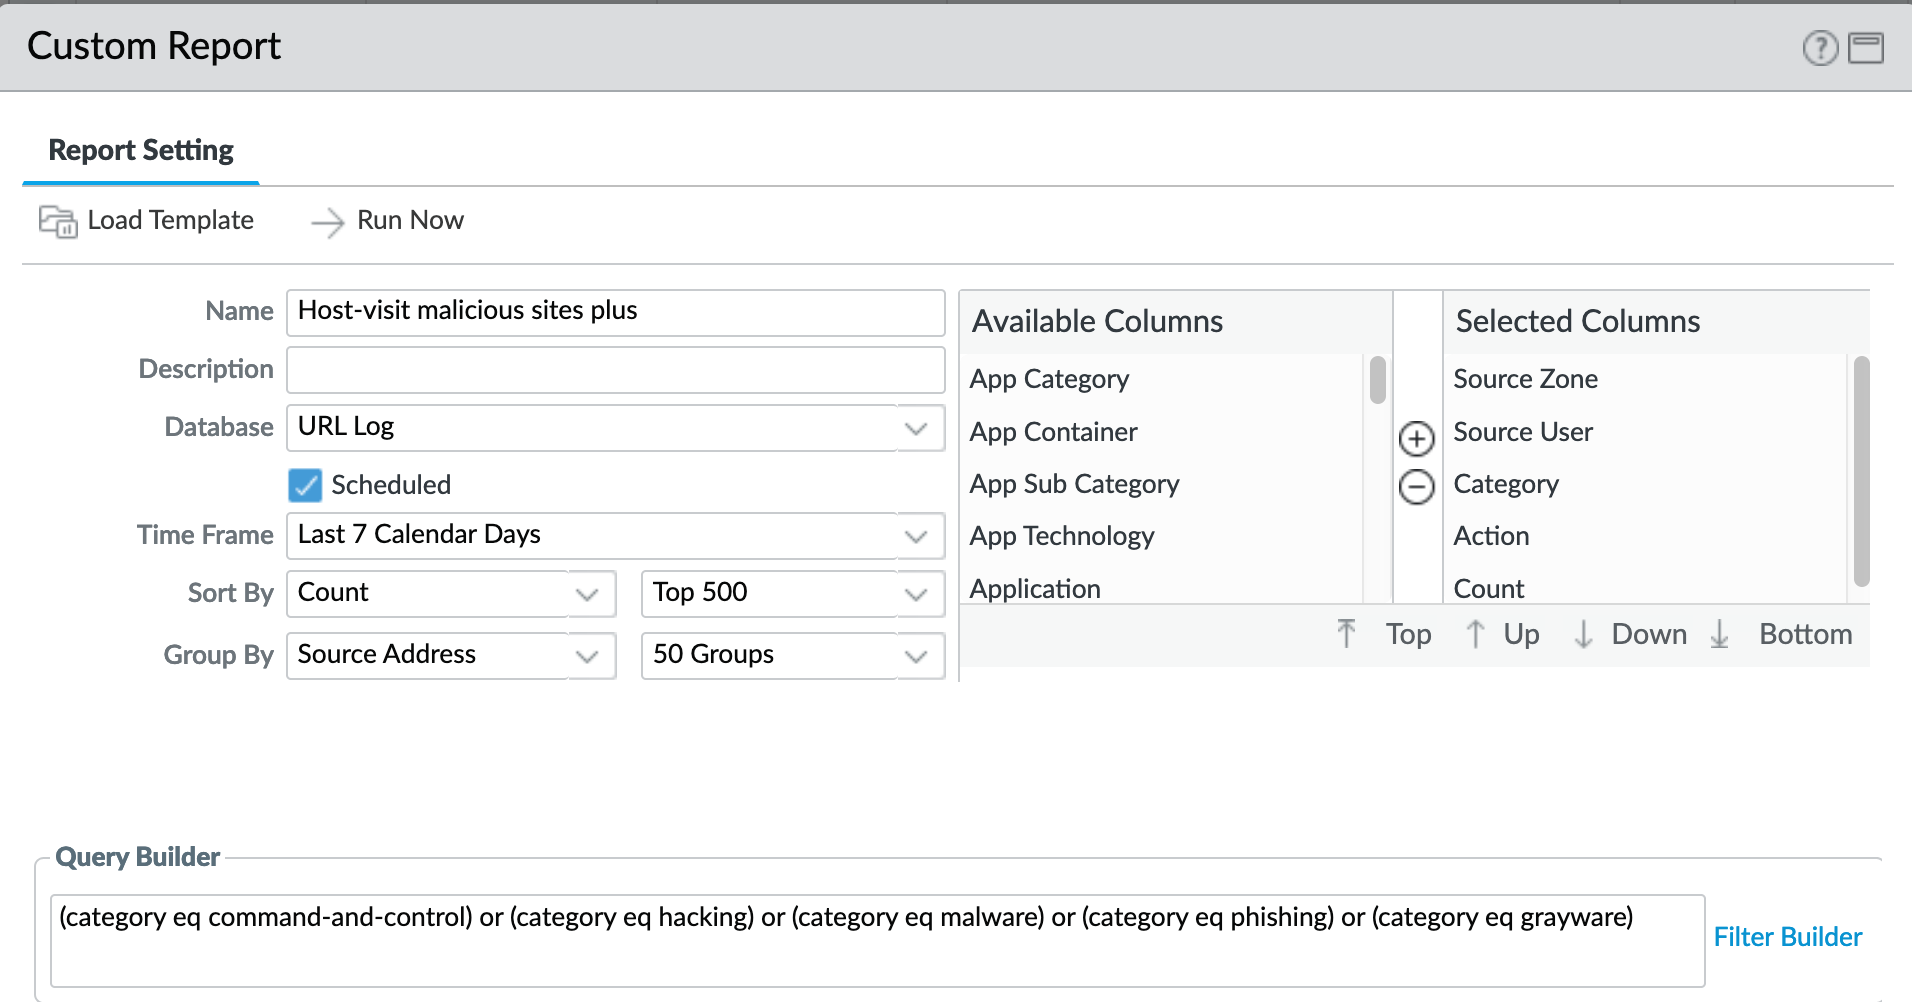 Custom Report
?
Report Setting
Load Template
Run Now
Name
Host-visit malicious sites plus
Description
Database
URL Log
Scheduled
Time Frame
Last 7 Calendar Days
Sort By
Count
Top 500
Group By
Source Address
50 Groups
Available Columns
App Category
App Container
App Sub Category
App Technology
Application
Selected Columns
Source Zone
Source User
Category
Action
Count
Top
Up
Down
Bottom
Query Builder
(category eq command-and-control) or (category eq hacking) or (category eq malware) or (category eq phishing) or (category eq grayware)
Filter Builder